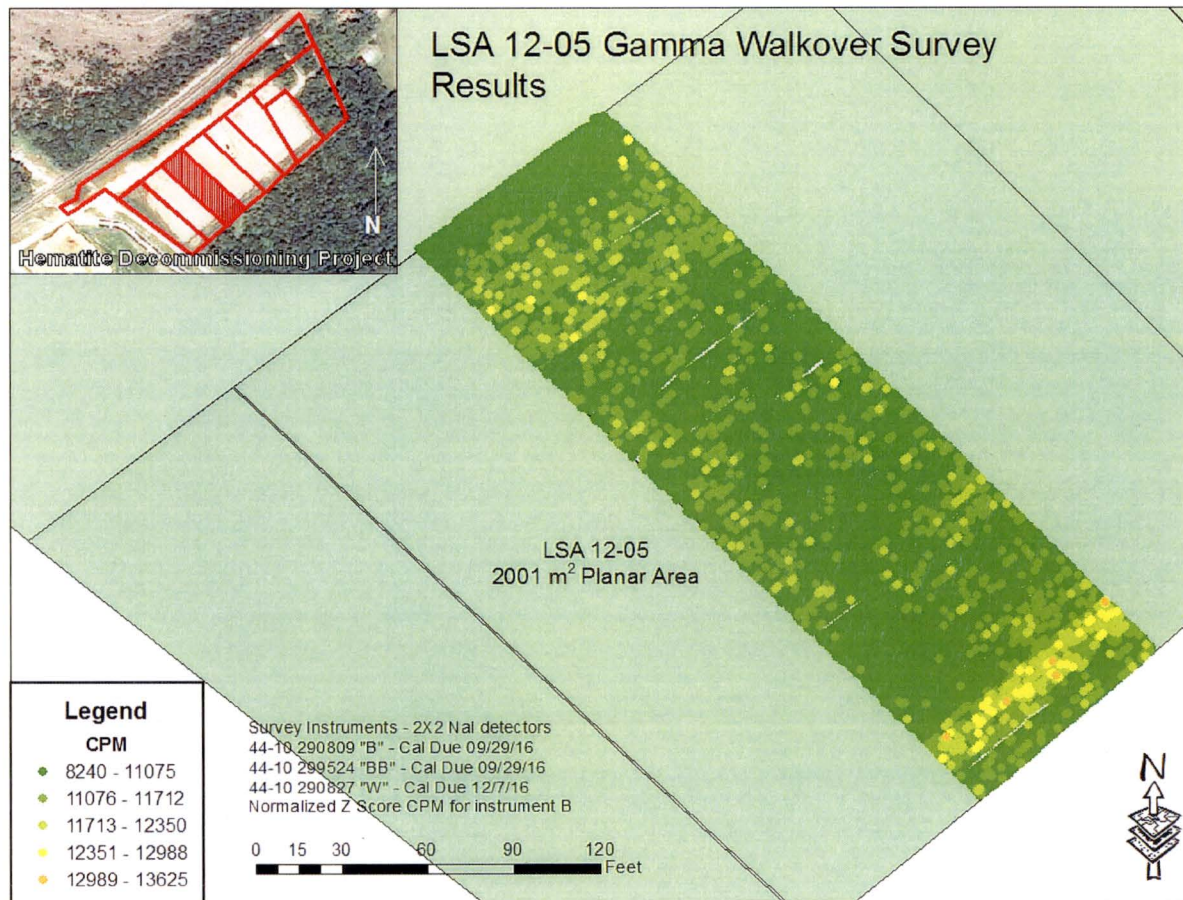 LSA 12-05 Gamma Walkover Survey
Results
N
Hematite Decommissioning Project
LSA 12-05
2001 m² Planar Area
Legend
CPM
8240 - 11075
11076 - 11712
11713 - 12350
12351 - 12988
12989 - 13625
Survey Instruments - 2X2 NaI detectors
44-10 290809 "B" - Cal Due 09/29/16
44-10 299524 "BB" - Cal Due 09/29/16
44-10 290827 "W" - Cal Due 12/7/16
Normalized Z Score CPM for instrument B
0 15 30 60 90 120
Feet
N